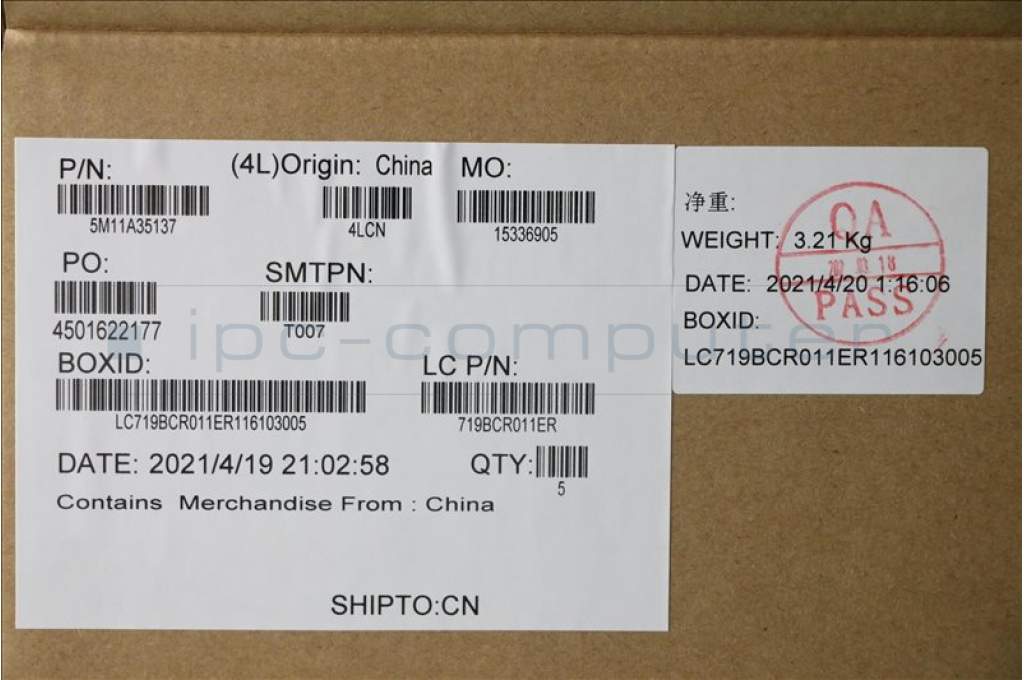 P/N:
5M11A35137
(4L)Origin: China
4LCN
MO:
15336905
PO:
4501622177
SMTPN:
T007
BOXID:
LC719BCR011ER116103005
LC P/N:
719BCR011ER
DATE: 2021/4/19 21:02:58
QTY:
5
Contains Merchandise From : China
SHIPTO:CN
净重:
WEIGHT: 3.21 Kg
DATE: 2021/4/20 1:16:06
BOXID:
LC719BCR011ER116103005
QA
PASS
ipc-computer